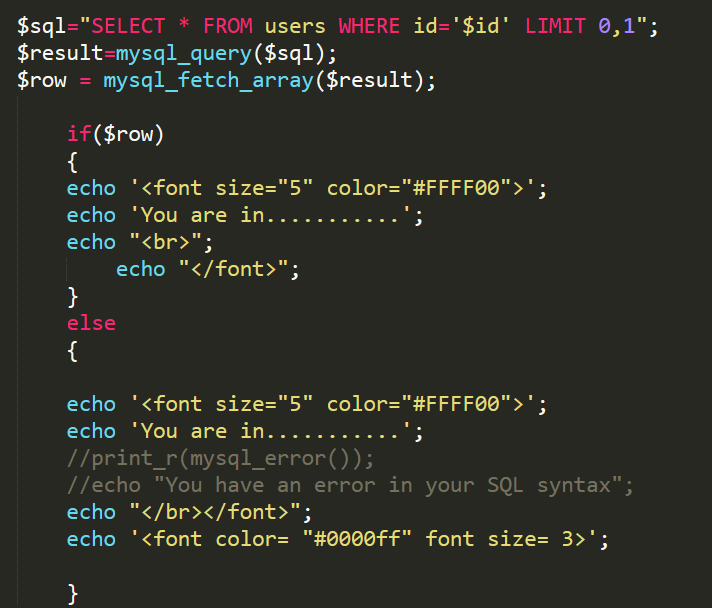 $sql="SELECT * FROM users WHERE id='$id' LIMIT 0,1";
$result=mysql_query($sql);
$row = mysql_fetch_array($result);
if($row)
{
echo '<font size="5" color="#FFFF00">';
echo 'You are in...........';
echo "<br>";
echo "</font>";
}
else
{
echo '<font size="5" color="#FFFF00">';
echo 'You are in...........';
//print_r(mysql_error());
//echo "You have an error in your SQL syntax";
echo "</br></font>";
echo '<font color= "#0000ff" font size= 3>';
}